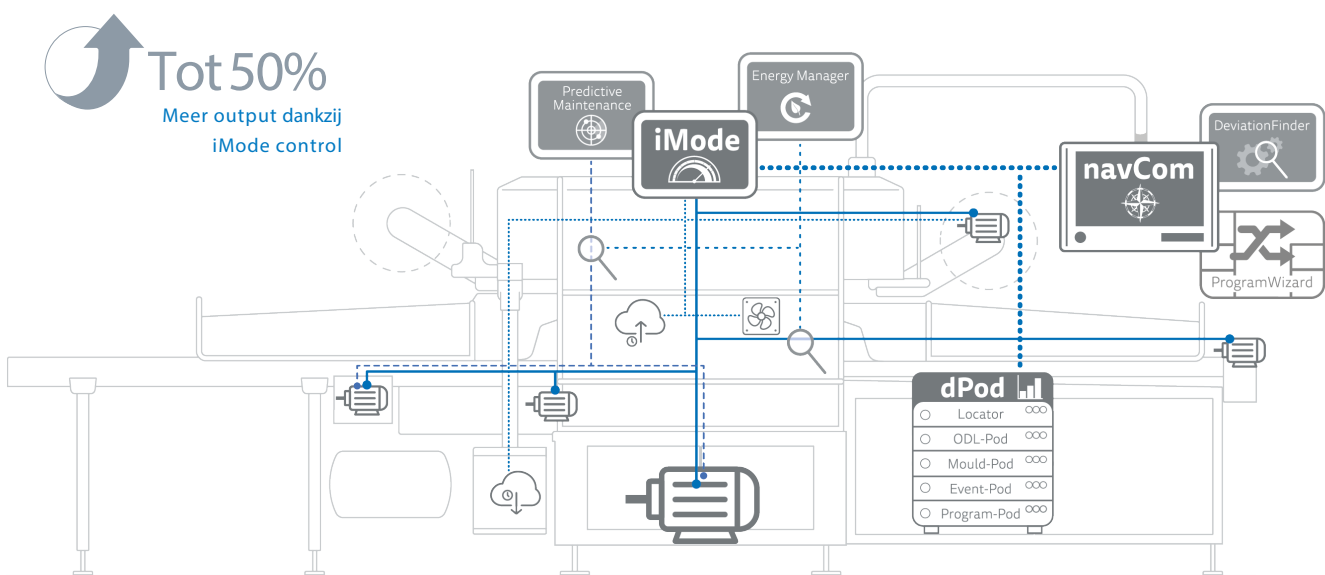 Tot 50%
Meer output dankzij
iMode control
Predictive
Maintenance
Energy Manager
iMode
navCom
DeviationFinder
ProgramWizard
dPod
Locator
ODL-Pod
Mould-Pod
Event-Pod
Program-Pod